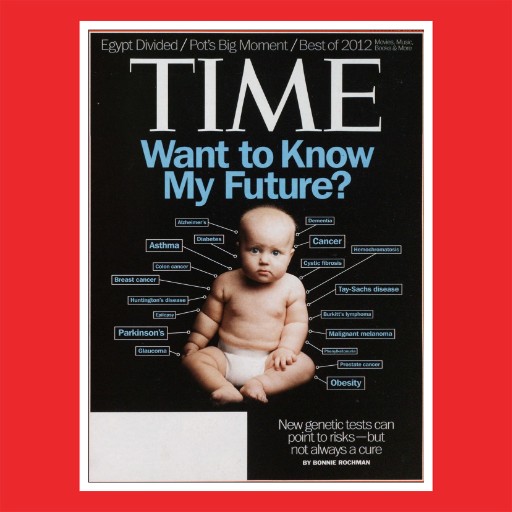 Egypt Divided / Pot's Big Moment / Best of 2012 Movies, Music, Books & More
TIME
Want to Know
My Future?
Alzheimer's
Diabetes
Asthma
Colon cancer
Breast cancer
Huntington's disease
Epilepsy
Parkinson's
Glaucoma
Dementia
Cancer
Hemochromatosis
Cystic fibrosis
Tay-Sachs disease
Burkitt's lymphoma
Malignant melanoma
Prostate cancer
Obesity
New genetic tests can
point to risks—but
not always a cure
BY BONNIE ROCHMAN